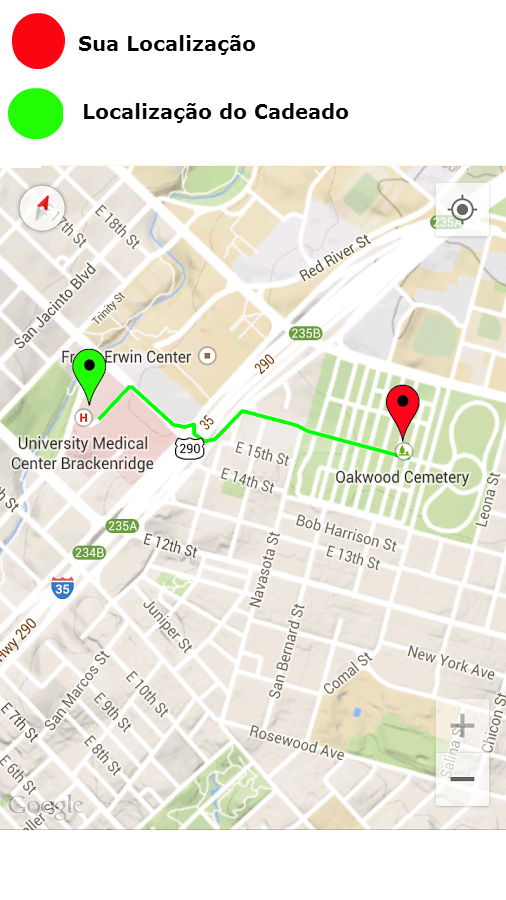 Sua Localização
Localização do Cadeado
E 17th St
E 18th St
235A
Red River St
San Jacinto Blvd
Trinity St
235B
Erwin Center
290
35
H
University Medical
Center Brackenridge
290
E 15th St
E 14th St
Oakwood Cemetery
Leona St
235A
234B
E 12th St
Bob Harrison St
E 13th St
Navasota St
35
Hwy 290
Juniper St
San Bernard St
Comal St
New York Ave
San Marcos St
E 10th St
E 9th St
E 8th St
E 7th St
E 6th St
Rosewood Ave
Salina St
Chicon St
Google